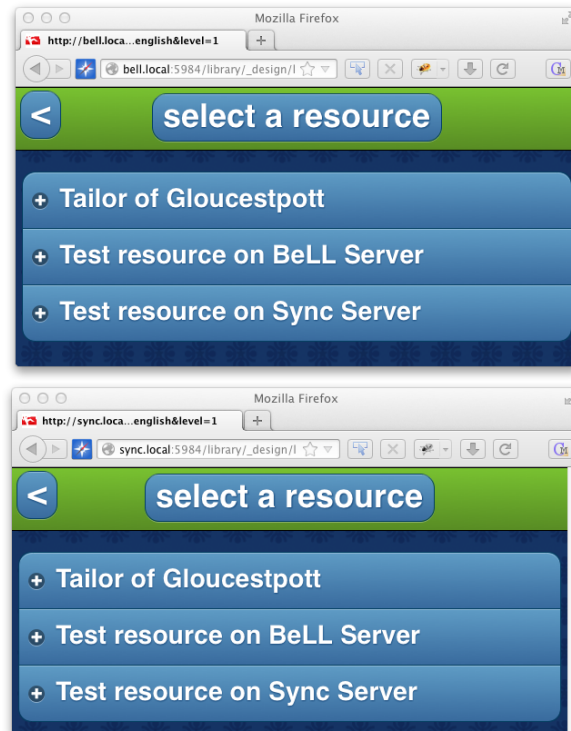 Mozilla Firefox
http://bell.loca...english&level=1
bell.local:5984/library/_design/l
<
select a resource
Tailor of Gloucestpott
Test resource on BeLL Server
Test resource on Sync Server
Mozilla Firefox
http://sync.loca...english&level=1
sync.local:5984/library/_design/l
<
select a resource
Tailor of Gloucestpott
Test resource on BeLL Server
Test resource on Sync Server